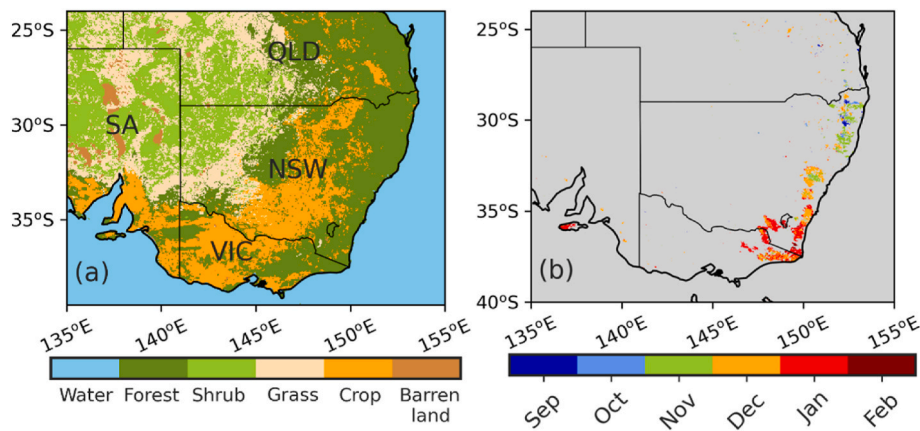 25°S
30°S
35°S
QLD
SA
NSW
VIC
(a)
135°E
140°E
145°E
150°E
155°E
Water
Forest
Shrub
Grass
Crop
Barren
land
25°S
30°S
35°S
40°S
(b)
135°E
140°E
145°E
150°E
155°E
Sep
Oct
Nov
Dec
Jan
Feb